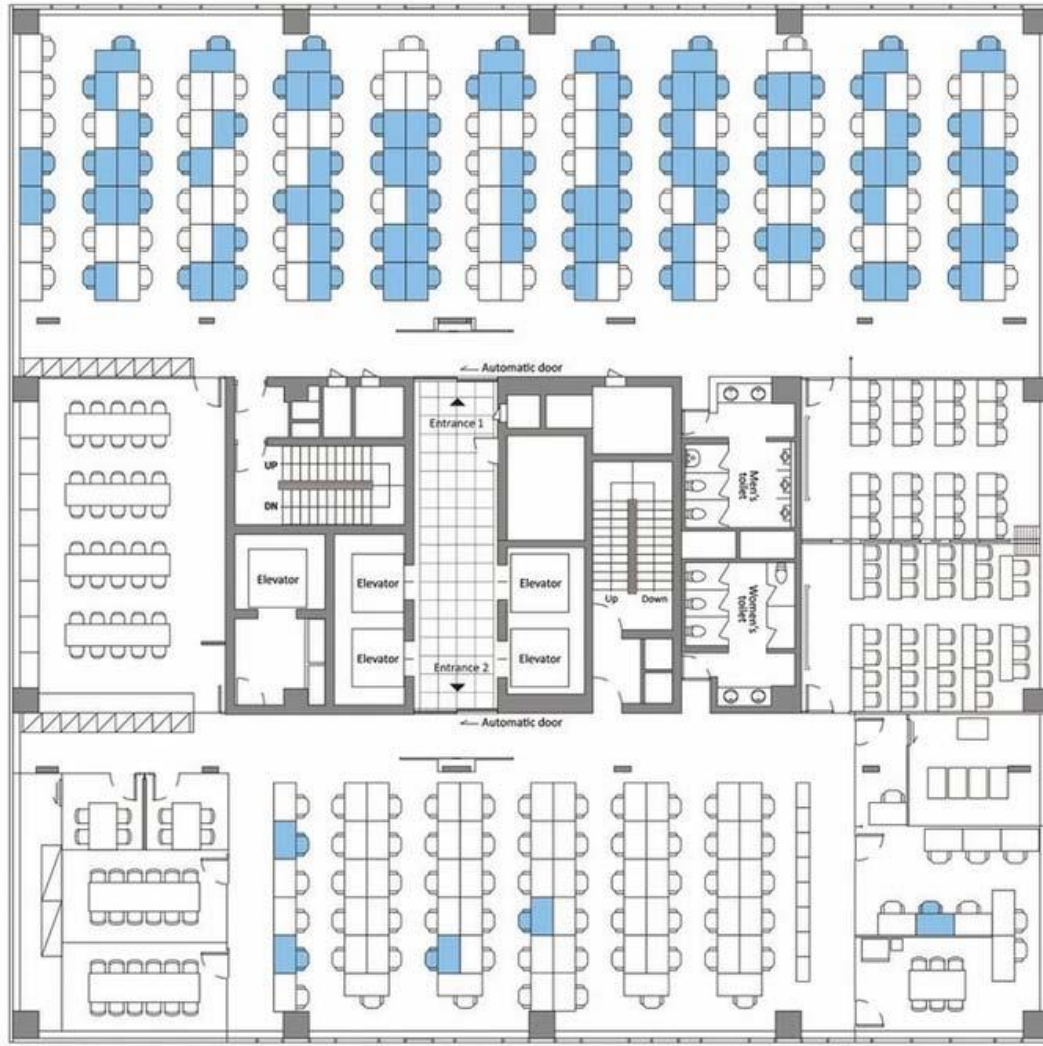 Automatic door
Entrance 1
UP
DN
Men's
toilet
Elevator
Elevator
Elevator
Up
Down
Women's
toilet
Elevator
Elevator
Entrance 2
Automatic door